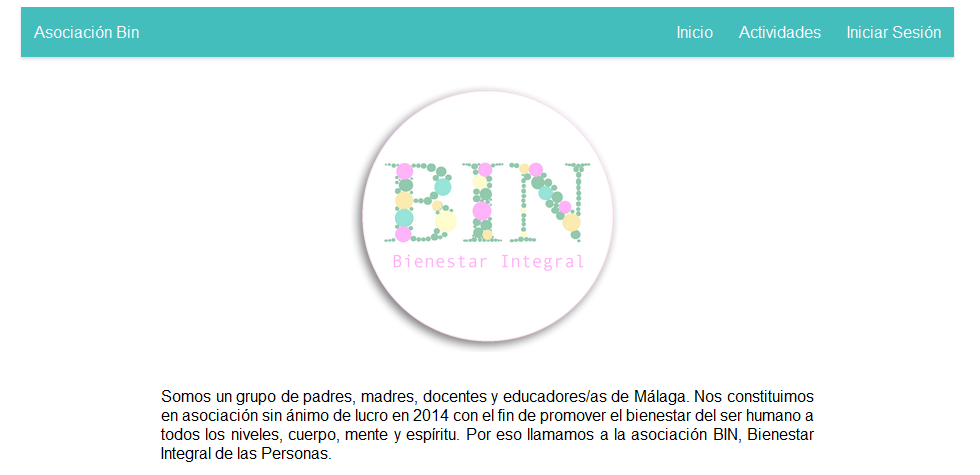 Asociación Bin Inicio Actividades Iniciar Sesión
BIN
Bienestar Integral
Somos un grupo de padres, madres, docentes y educadores/as de Málaga. Nos constituimos
en asociación sin ánimo de lucro en 2014 con el fin de promover el bienestar del ser humano a
todos los niveles, cuerpo, mente y espíritu. Por eso llamamos a la asociación BIN, Bienestar
Integral de las Personas.